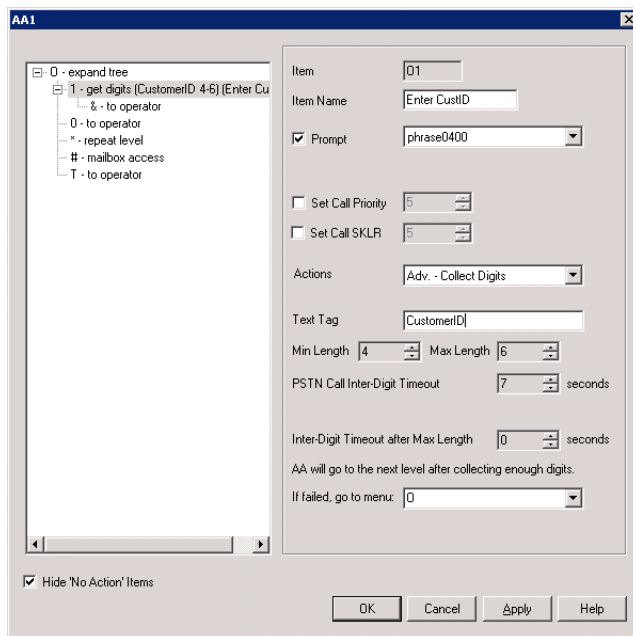 AA1
0 - expand tree
1 - get digits (CustomerID 4-6) (Enter Cu
& - to operator
0 - to operator
* - repeat level
# - mailbox access
T - to operator
Item 01
Item Name Enter CustID
Prompt phrase0400
Set Call Priority 5
Set Call SKLR 5
Actions Adv. - Collect Digits
Text Tag CustomerID
Min Length 4 Max Length 6
PSTN Call Inter-Digit Timeout 7 seconds
Inter-Digit Timeout after Max Length 0 seconds
AA will go to the next level after collecting enough digits.
If failed, go to menu: 0
Hide 'No Action' Items
OK Cancel Apply Help